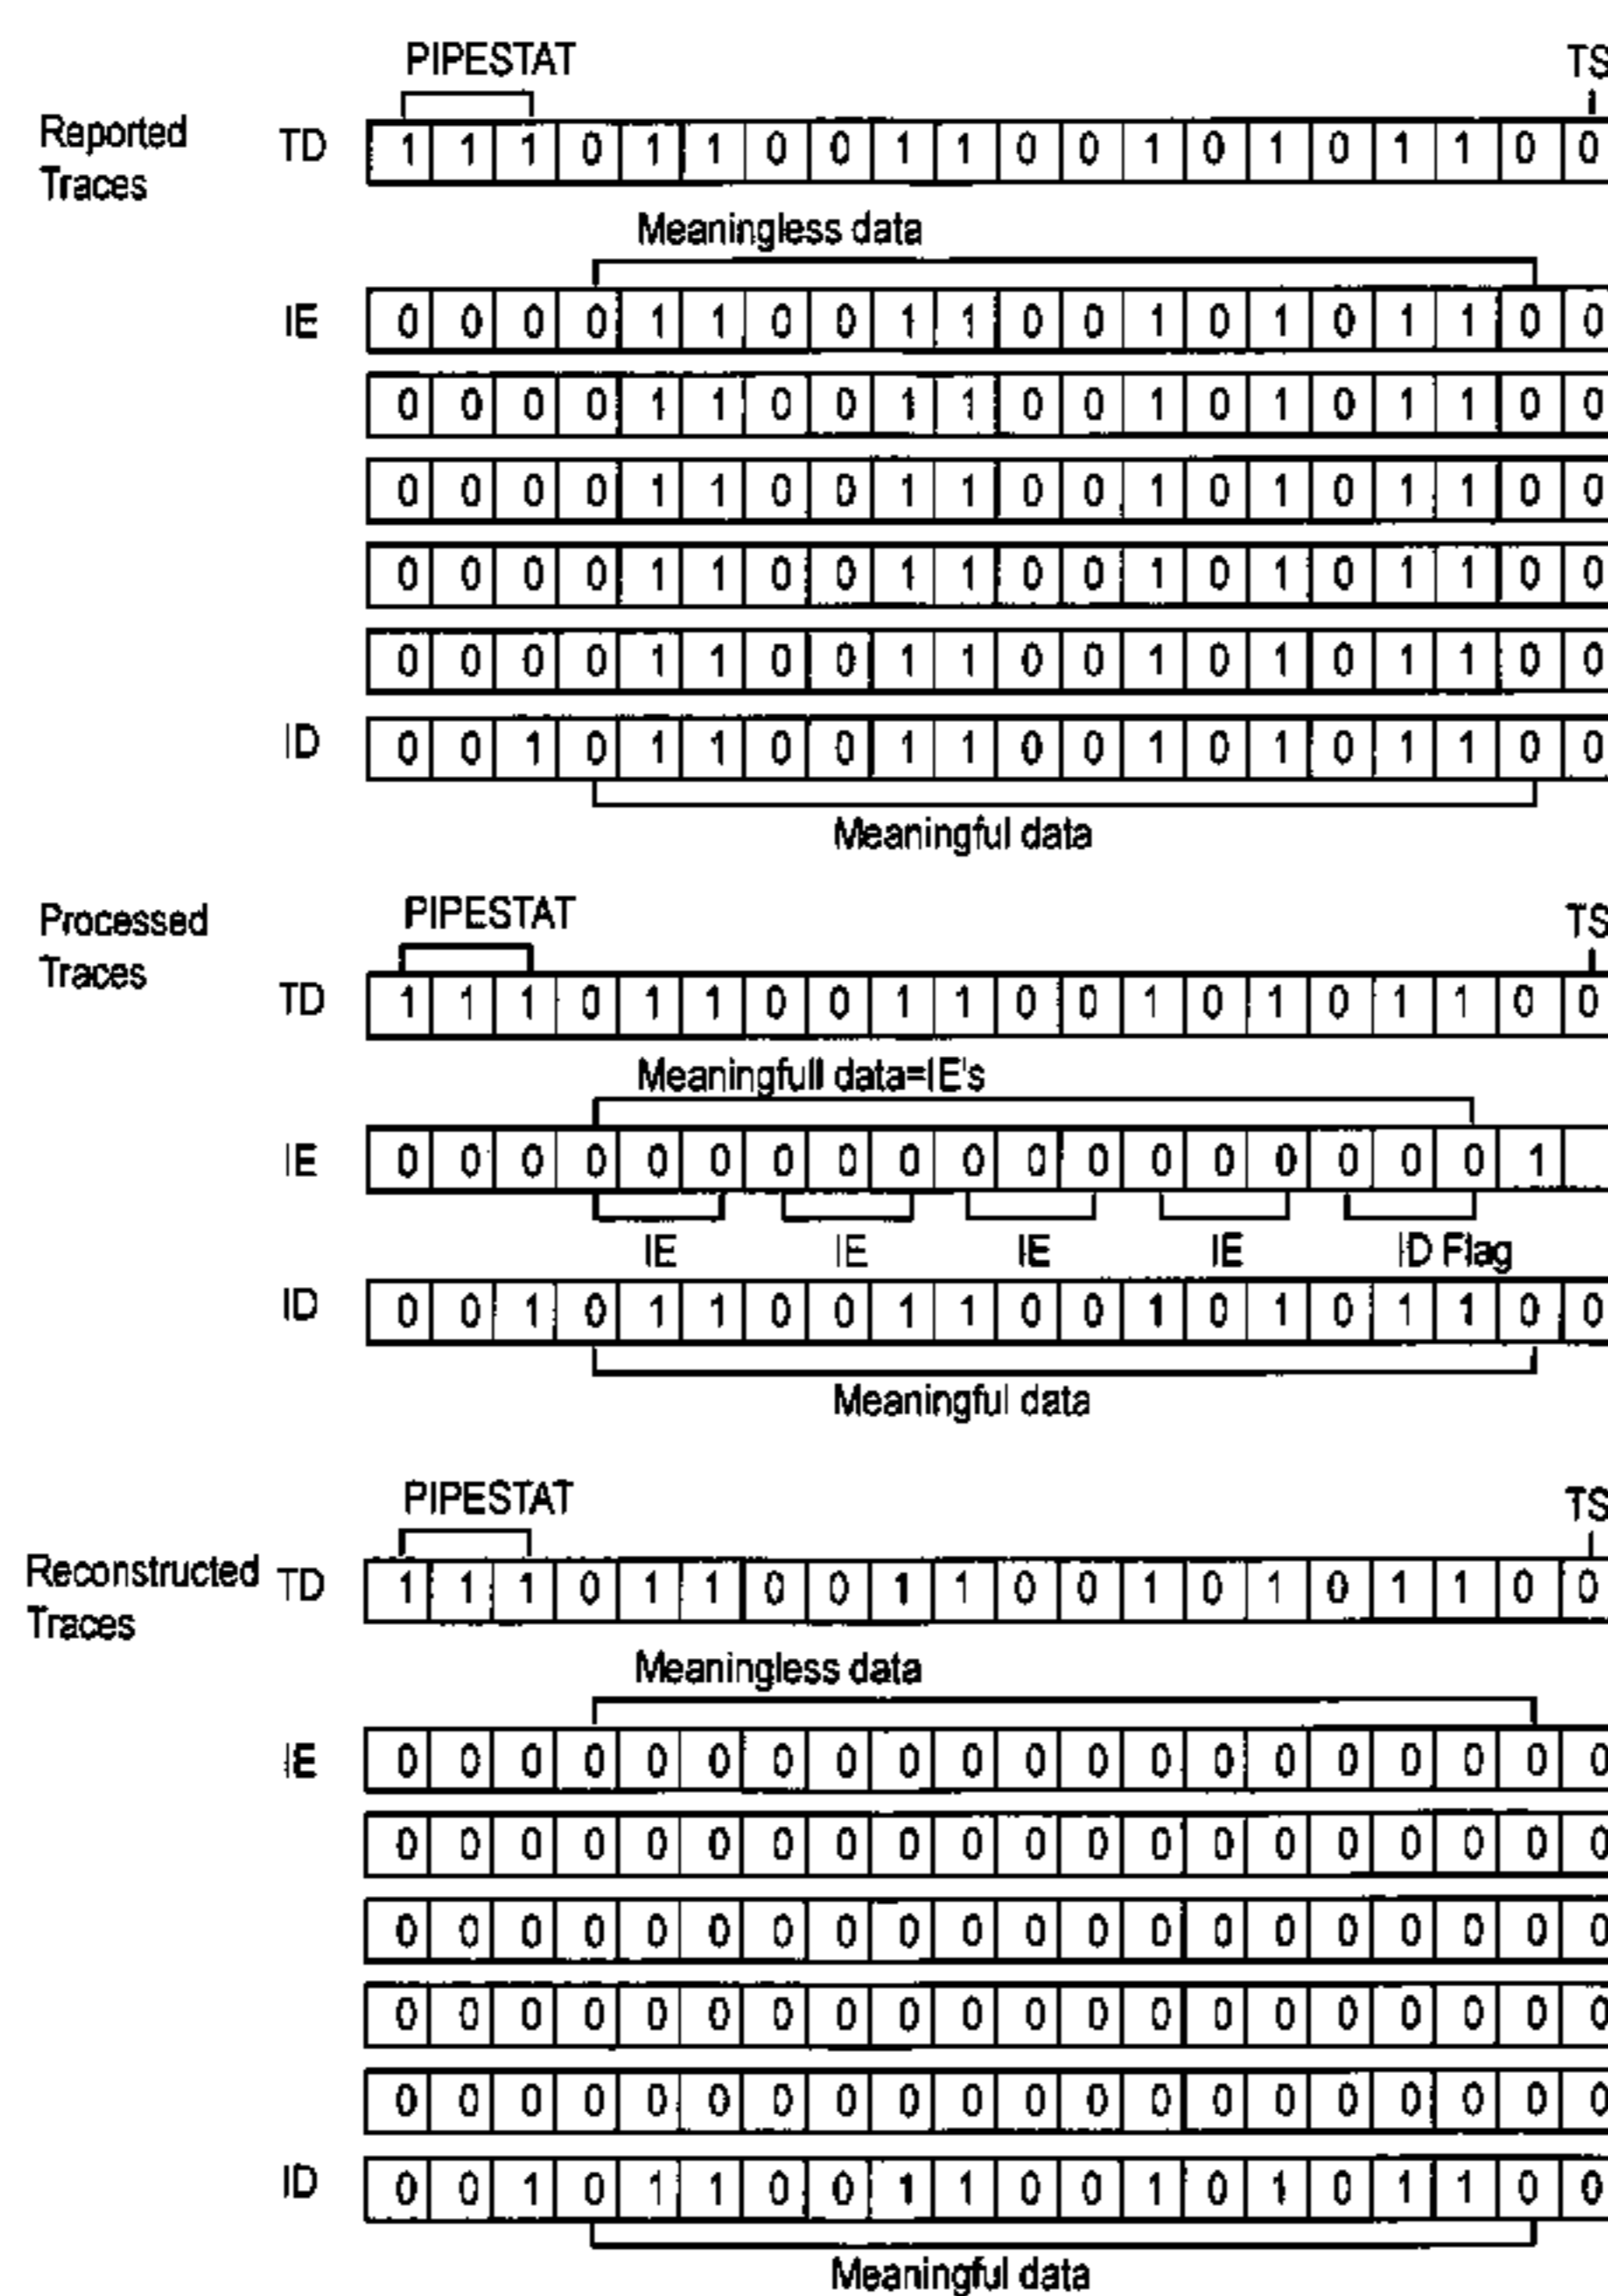 PIPESTAT TS
Reported Traces TD 1 1 1 0 1 1 0 0 1 1 0 0 1 0 1 0 1 1 0 0
Meaningless data
IE 0 0 0 0 1 1 0 0 1 1 0 0 1 0 1 0 1 1 0 0
0 0 0 0 1 1 0 0 1 1 0 0 1 0 1 0 1 1 0 0
0 0 0 0 1 1 0 0 1 1 0 0 1 0 1 0 1 1 0 0
0 0 0 0 1 1 0 0 1 1 0 0 1 0 1 0 1 1 0 0
0 0 0 0 1 1 0 0 1 1 0 0 1 0 1 0 1 1 0 0
ID 0 0 1 0 1 1 0 0 1 1 0 0 1 0 1 0 1 1 0 0
Meaningful data
PIPESTAT TS
Processed Traces TD 1 1 1 0 1 1 0 0 1 1 0 0 1 0 1 0 1 1 0 0
Meaningfull data=IE's
IE 0 0 0 0 0 0 0 0 0 0 0 0 0 0 0 0 0 0 1
IE IE IE IE ID Flag
ID 0 0 1 0 1 1 0 0 1 1 0 0 1 0 1 0 1 1 0 0
Meaningful data
PIPESTAT TS
Reconstructed Traces TD 1 1 1 0 1 1 0 0 1 1 0 0 1 0 1 0 1 1 0 0
Meaningless data
IE 0 0 0 0 0 0 0 0 0 0 0 0 0 0 0 0 0 0 0 0
0 0 0 0 0 0 0 0 0 0 0 0 0 0 0 0 0 0 0 0
0 0 0 0 0 0 0 0 0 0 0 0 0 0 0 0 0 0 0 0
0 0 0 0 0 0 0 0 0 0 0 0 0 0 0 0 0 0 0 0
0 0 0 0 0 0 0 0 0 0 0 0 0 0 0 0 0 0 0 0
ID 0 0 1 0 1 1 0 0 1 1 0 0 1 0 1 0 1 1 0 0
Meaningful data